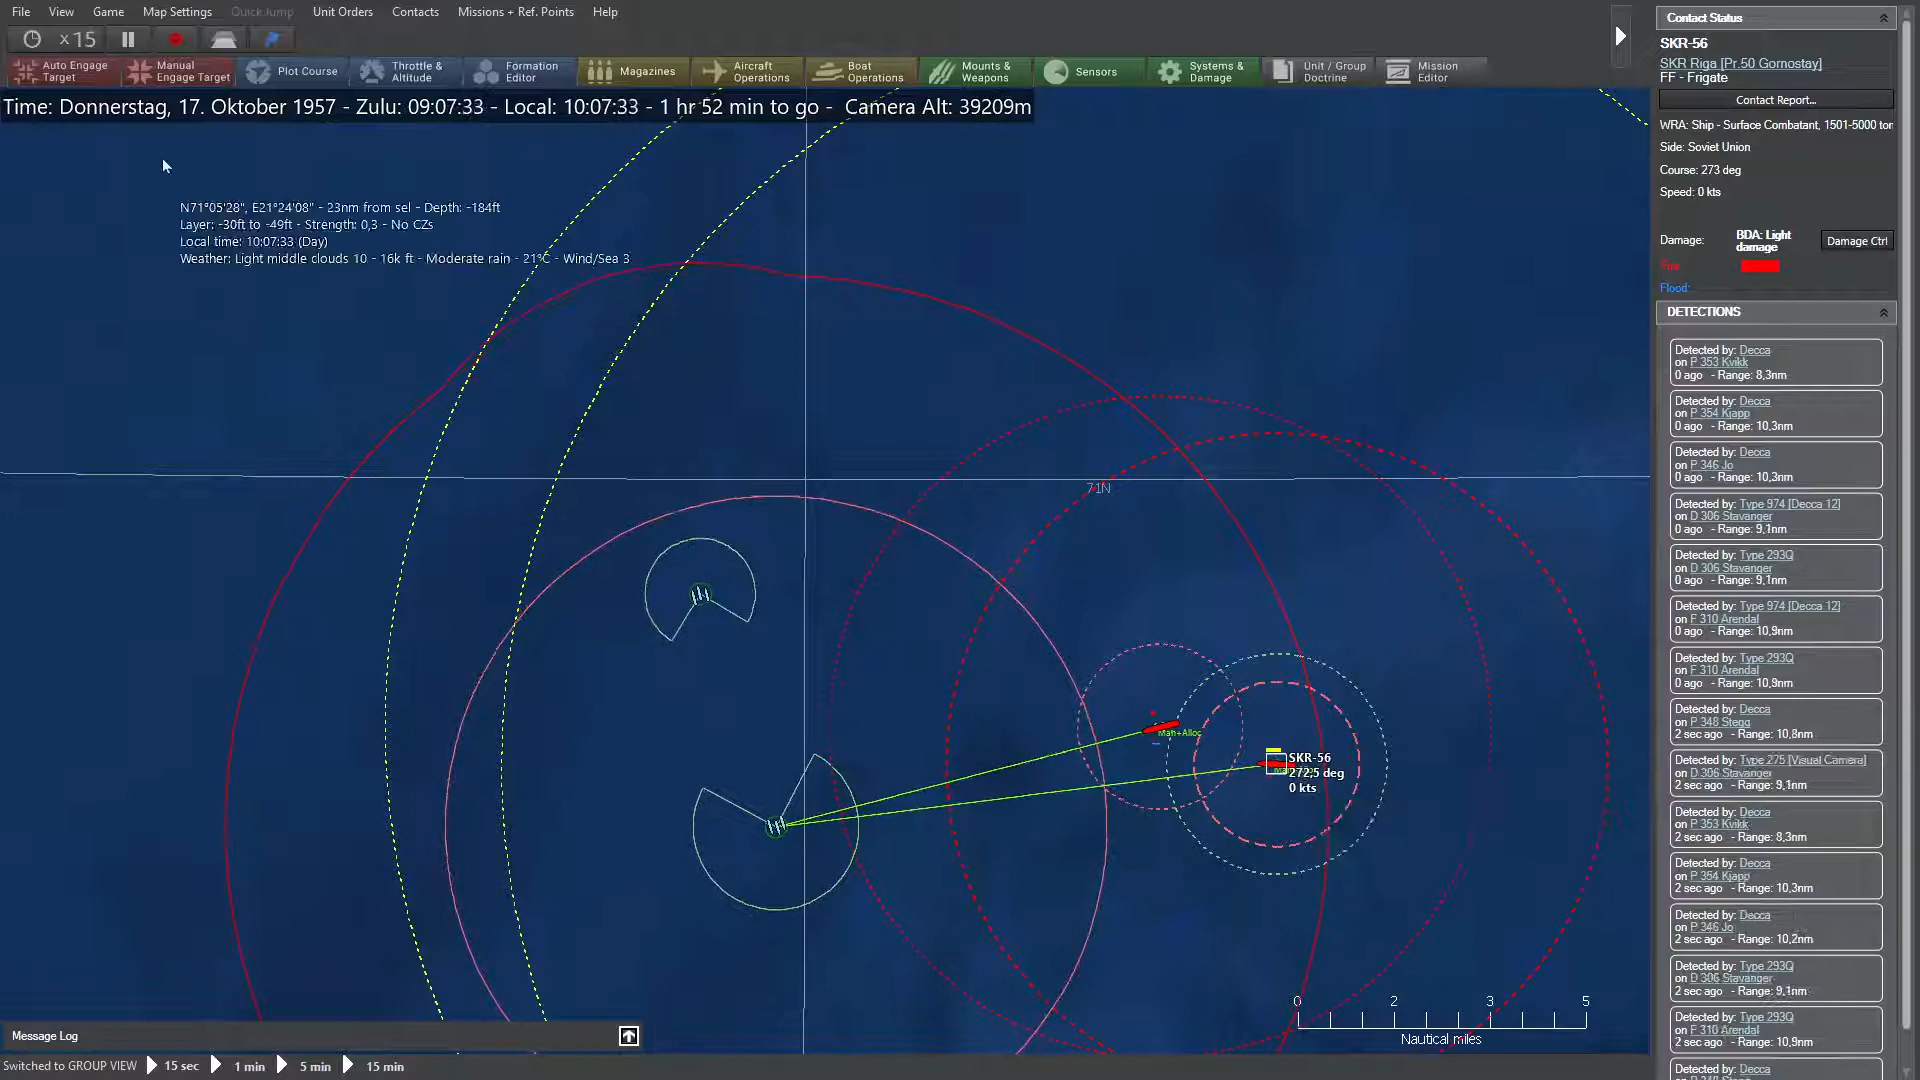 File View Game Map Settings QuickJump Unit Orders Contacts Missions + Ref. Points Help
x15
Auto Engage Target
Manual Engage Target
Plot Course
Throttle & Altitude
Formation Editor
Magazines
Aircraft Operations
Boat Operations
Mounts & Weapons
Sensors
Systems & Damage
Unit / Group Doctrine
Mission Editor
Time: Donnerstag, 17. Oktober 1957 - Zulu: 09:07:33 - Local: 10:07:33 - 1 hr 52 min to go - Camera Alt: 39209m
N71°05'28", E21°24'08" - 23nm from sel - Depth: -184ft
Layer: -30ft to -49ft - Strength: 0,3 - No CZs
Local time: 10:07:33 (Day)
Weather: Light middle clouds 10 - 16k ft - Moderate rain - 21°C - Wind/Sea 3
71N
Man+Alloc
SKR-56
272,5 deg
0 kts
0 2 3 5
Nautical miles
Message Log
Switched to GROUP VIEW 15 sec 1 min 5 min 15 min
Contact Status
SKR-56
SKR Riga [Pr.50 Gornostay]
FF - Frigate
Contact Report...
WRA: Ship - Surface Combatant, 1501-5000 ton
Side: Soviet Union
Course: 273 deg
Speed: 0 kts
Damage:
BDA: Light
damage
Damage Ctrl
Fire
Flood:
DETECTIONS
Detected by: Decca
on P 353 Kvikk
0 ago - Range: 8,3nm
Detected by: Decca
on P 354 Kjapp
0 ago - Range: 10,3nm
Detected by: Decca
on P 346 Jo
0 ago - Range: 10,3nm
Detected by: Type 974 [Decca 12]
on D 306 Stavanger
0 ago - Range: 9,1nm
Detected by: Type 293Q
on D 306 Stavanger
0 ago - Range: 9,1nm
Detected by: Type 974 [Decca 12]
on F 310 Arendal
0 ago - Range: 10,9nm
Detected by: Type 293Q
on F 310 Arendal
0 ago - Range: 10,9nm
Detected by: Decca
on P 348 Stegg
2 sec ago - Range: 10,8nm
Detected by: Type 275 [Visual Camera]
on D 306 Stavanger
2 sec ago - Range: 9,1nm
Detected by: Decca
on P 353 Kvikk
2 sec ago - Range: 8,3nm
Detected by: Decca
on P 354 Kjapp
2 sec ago - Range: 10,3nm
Detected by: Decca
on P 346 Jo
2 sec ago - Range: 10,2nm
Detected by: Type 293Q
on D 306 Stavanger
2 sec ago - Range: 9,1nm
Detected by: Type 293Q
on F 310 Arendal
2 sec ago - Range: 10,9nm
Detected by: Decca